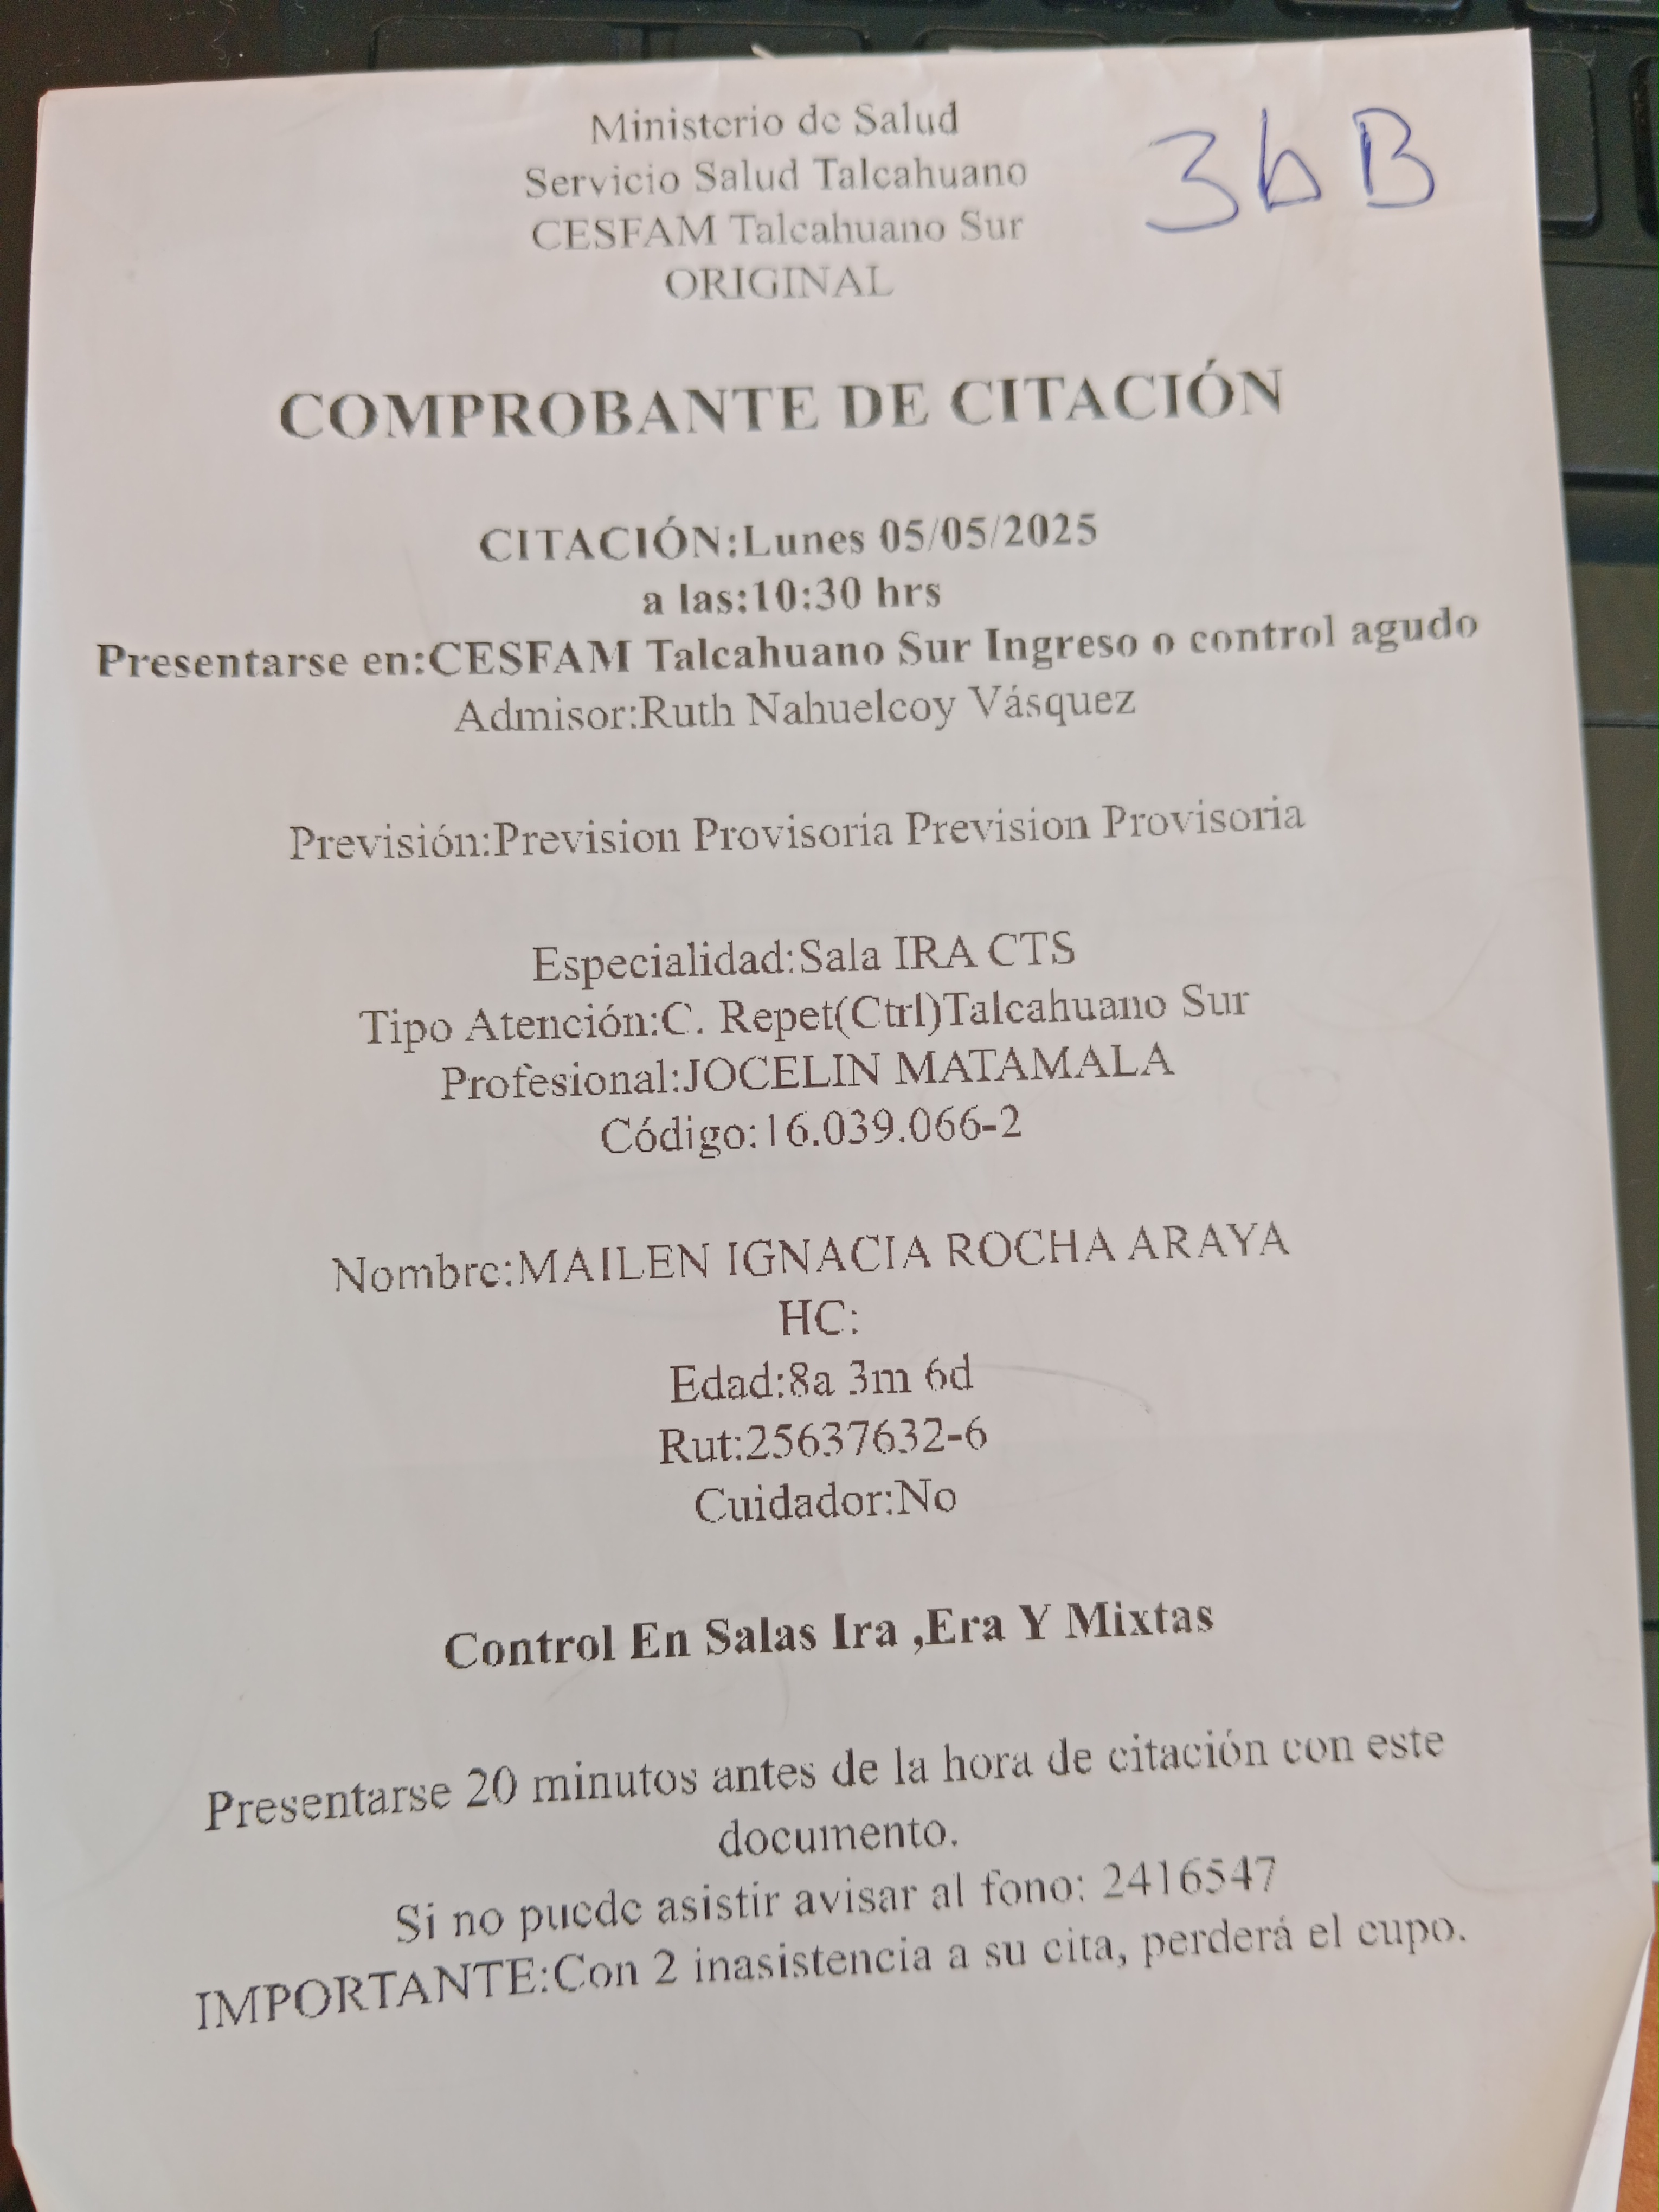 Ministerio de Salud
Servicio Salud Talcahuano
CESFAM Talcahuano Sur
ORIGINAL
3b B
COMPROBANTE DE CITACIÓN
CITACIÓN:Lunes 05/05/2025
a las:10:30 hrs
Presentarse en:CESFAM Talcahuano Sur Ingreso o control agudo
Admisor:Ruth Nahuelcoy Vásquez
Previsión:Prevision Provisoria Prevision Provisoria
Especialidad:Sala IRA CTS
Tipo Atención:C. Repet(Ctrl)Talcahuano Sur
Profesional:JOCELIN MATAMALA
Código:16.039.066-2
Nombre:MAILEN IGNACIA ROCHA ARAYA
HC:
Edad:8a 3m 6d
Rut:25637632-6
Cuidador:No
Control En Salas Ira ,Era Y Mixtas
Presentarse 20 minutos antes de la hora de citación con este
documento.
Si no puede asistir avisar al fono: 2416547
IMPORTANTE:Con 2 inasistencia a su cita, perderá el cupo.